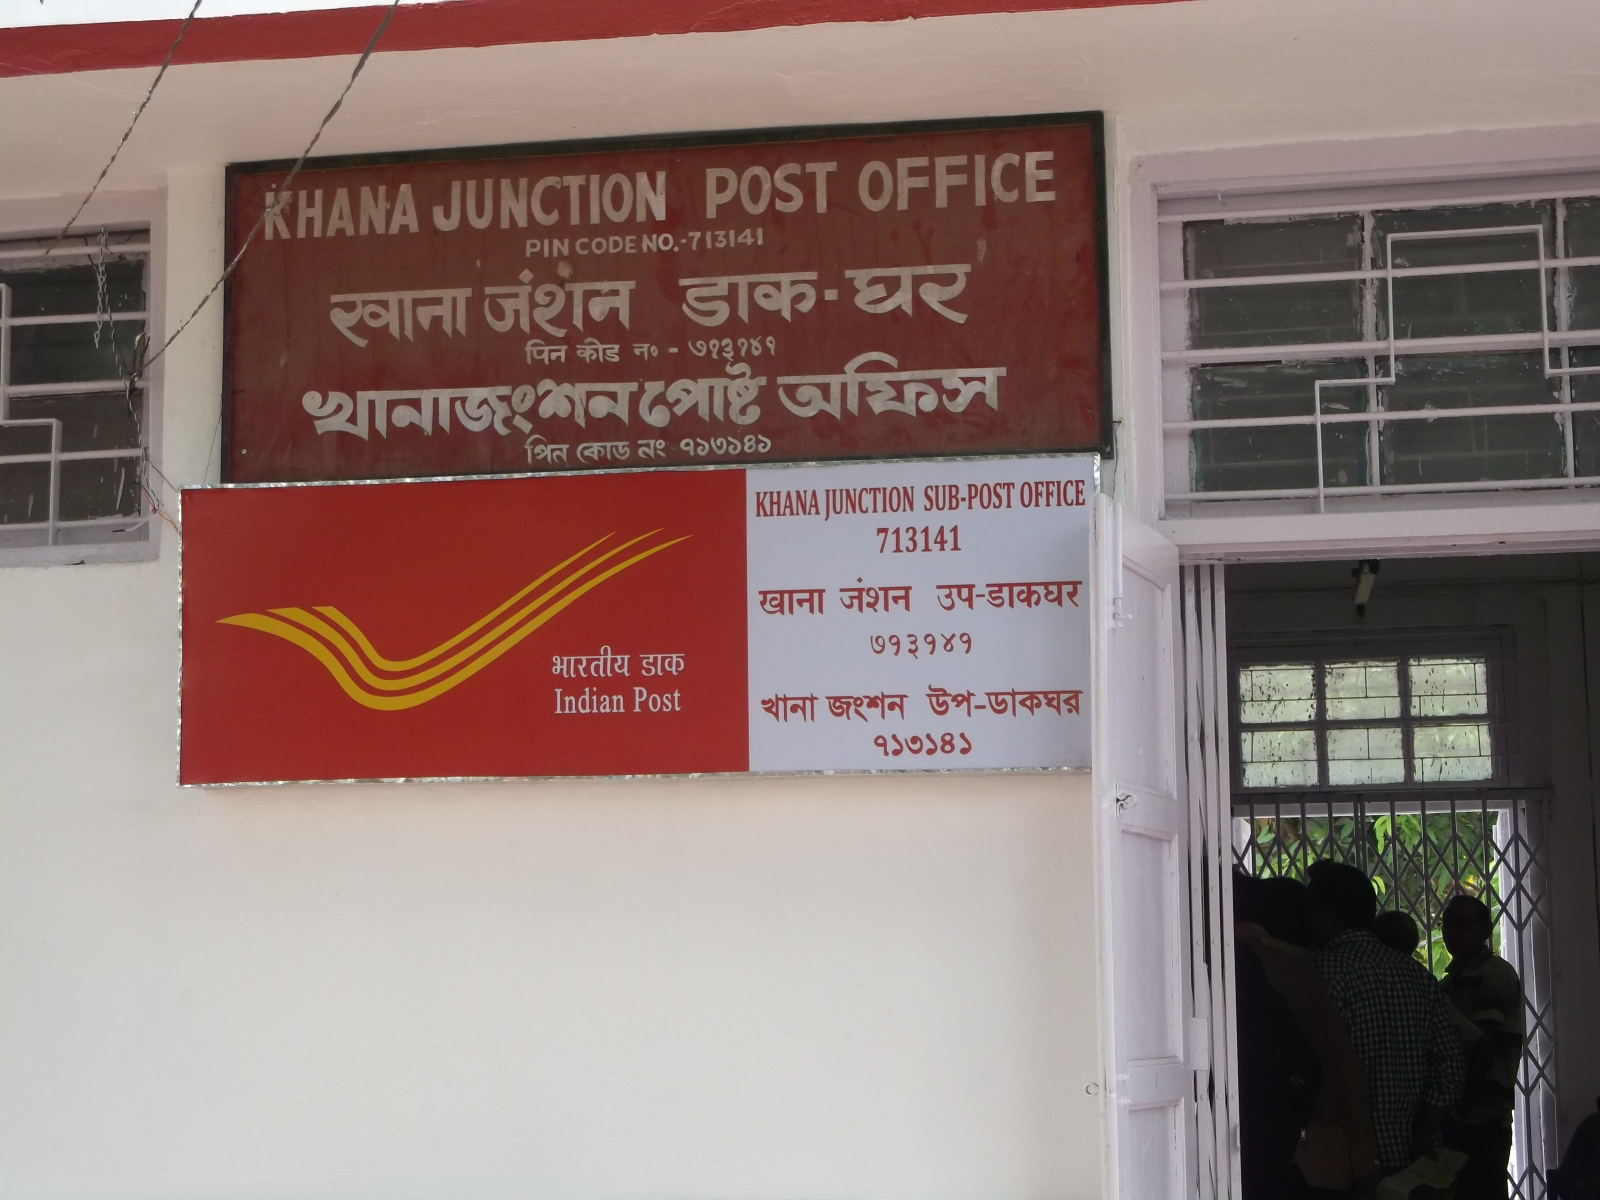 KHANA JUNCTION POST OFFICE
PIN CODE NO.-713141
खाना जंशन डाक-घर
पिन कोड न० - ७१३१४१
খানাজংশন পোষ্ট অফিস
পিন কোড নং ৭১৩১৪১
KHANA JUNCTION SUB-POST OFFICE
713141
खाना जंशन उप-डाकघर
७१३१४१
খানা জংশন উপ-ডাকঘর
৭১৩১৪১
भारतीय डाक
Indian Post